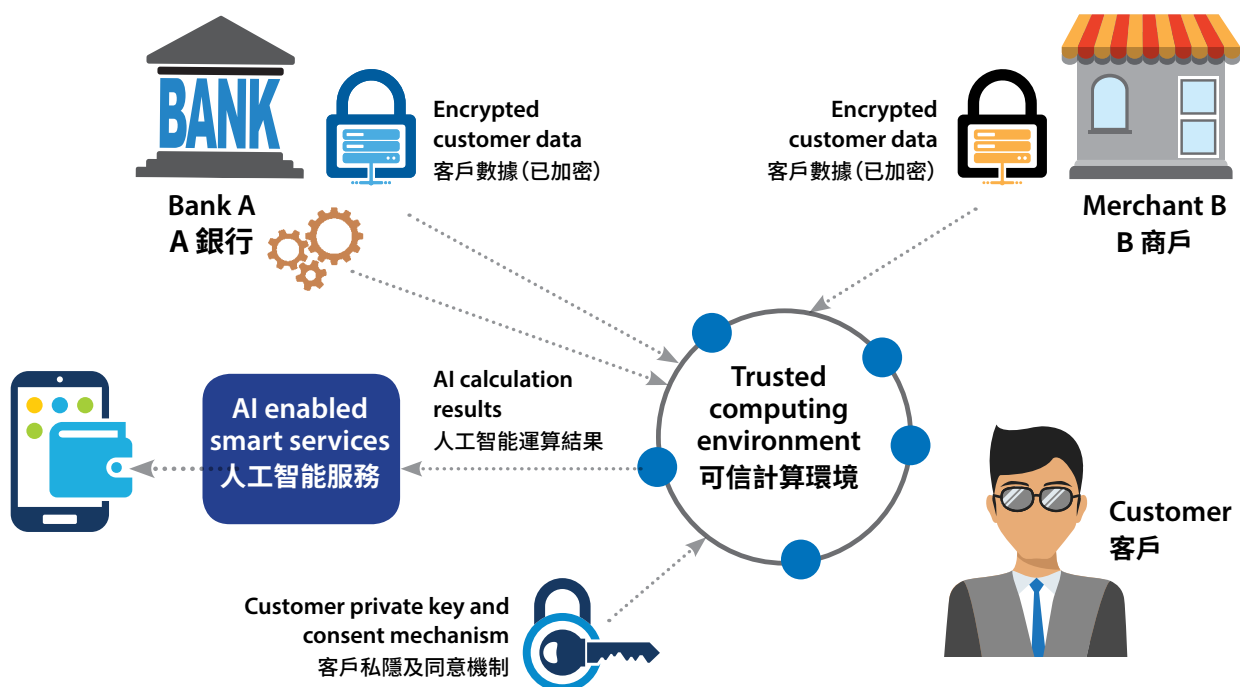 BANK
Encrypted
customer data
客戶數據(已加密)
Bank A
A 銀行
Encrypted
customer data
客戶數據(已加密)
Merchant B
B 商戶
AI enabled
smart services
人工智能服務
AI calculation
results
人工智能運算結果
Trusted
computing
environment
可信計算環境
Customer
客戶
Customer private key and
consent mechanism
客戶私隱及同意機制